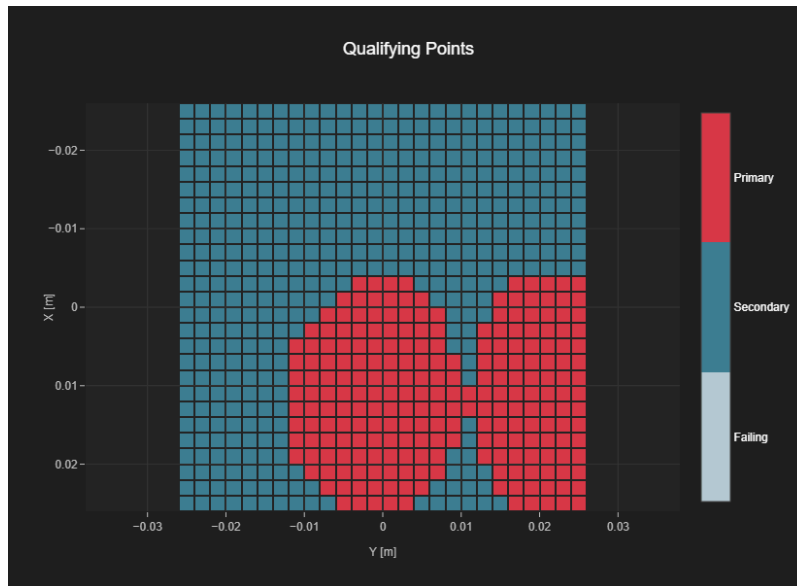 Qualifying Points
−0.02
−0.01
0
0.01
0.02
X [m]
−0.03 −0.02 −0.01 0 0.01 0.02 0.03
Y [m]
Primary
Secondary
Failing